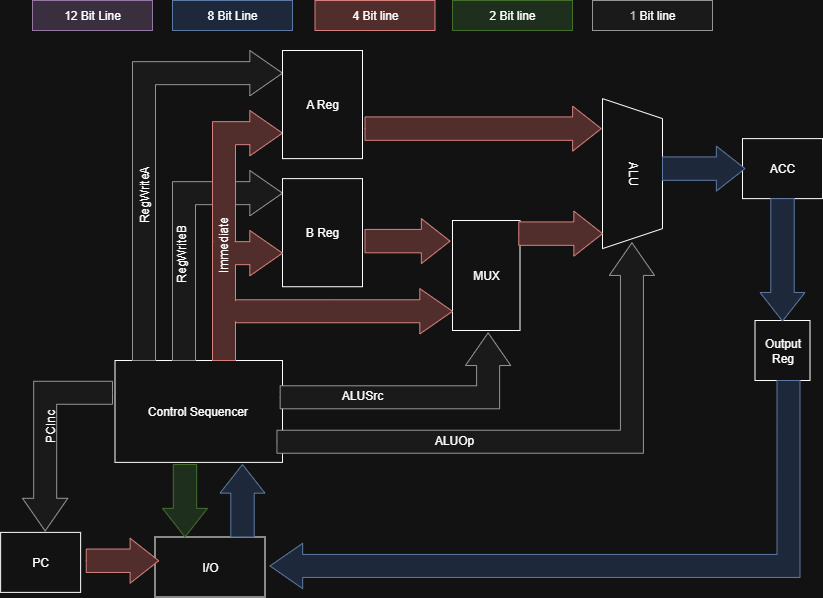 12 Bit Line
8 Bit Line
4 Bit line
2 Bit line
1 Bit line
A Reg
B Reg
RegWriteA
RegWriteB
Immediate
MUX
ALU
ACC
Output
Reg
Control Sequencer
ALUSrc
ALUOp
PCInc
PC
I/O